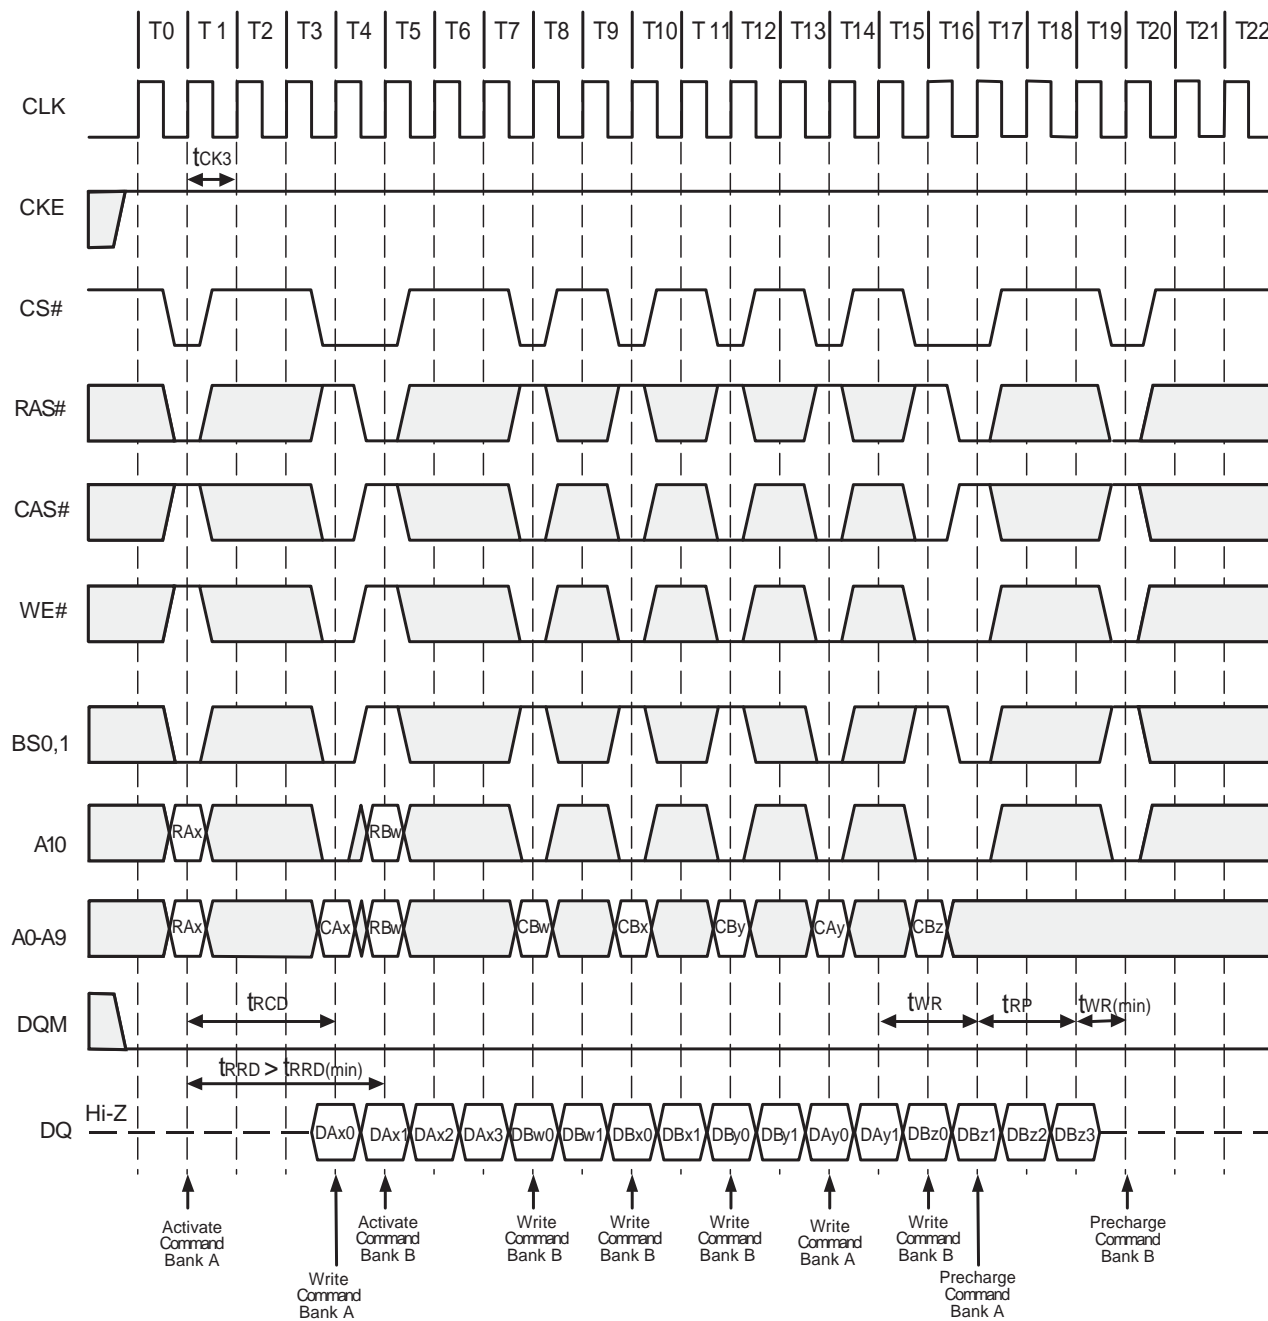 T0 T1 T2 T3 T4 T5 T6 T7 T8 T9 T10 T11 T12 T13 T14 T15 T16 T17 T18 T19 T20 T21 T22
CLK
tCK3
CKE
CS#
RAS#
CAS#
WE#
BS0,1
A10
RAx RBw
A0-A9
RAx CAx RBw CBw CBx CBy CAy CBz
DQM
tRCD tWR tRP tWR(min)
tRRD > tRRD(min)
Hi-Z
DQ
DAx0 DAx1 DAx2 DAx3 DBw0 DBw1 DBx0 DBx1 DBy0 DBy1 DAy0 DAy1 DBz0 DBz1 DBz2 DBz3
Activate
Command
Bank A
Write
Command
Bank A
Activate
Command
Bank B
Write
Command
Bank B
Write
Command
Bank B
Write
Command
Bank B
Write
Command
Bank A
Write
Command
Bank B
Precharge
Command
Bank A
Precharge
Command
Bank B